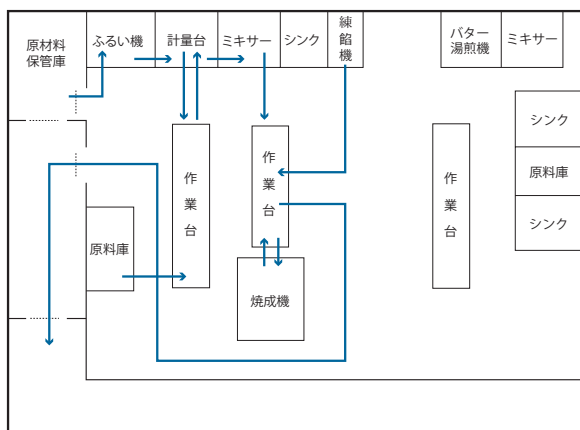 原材料
保管庫
ふるい機
計量台
ミキサー
シンク
練
餡
機
バター
湯煎機
ミキサー
シンク
原料庫
シンク
作
業
台
作
業
台
作
業
台
原料庫
焼成機